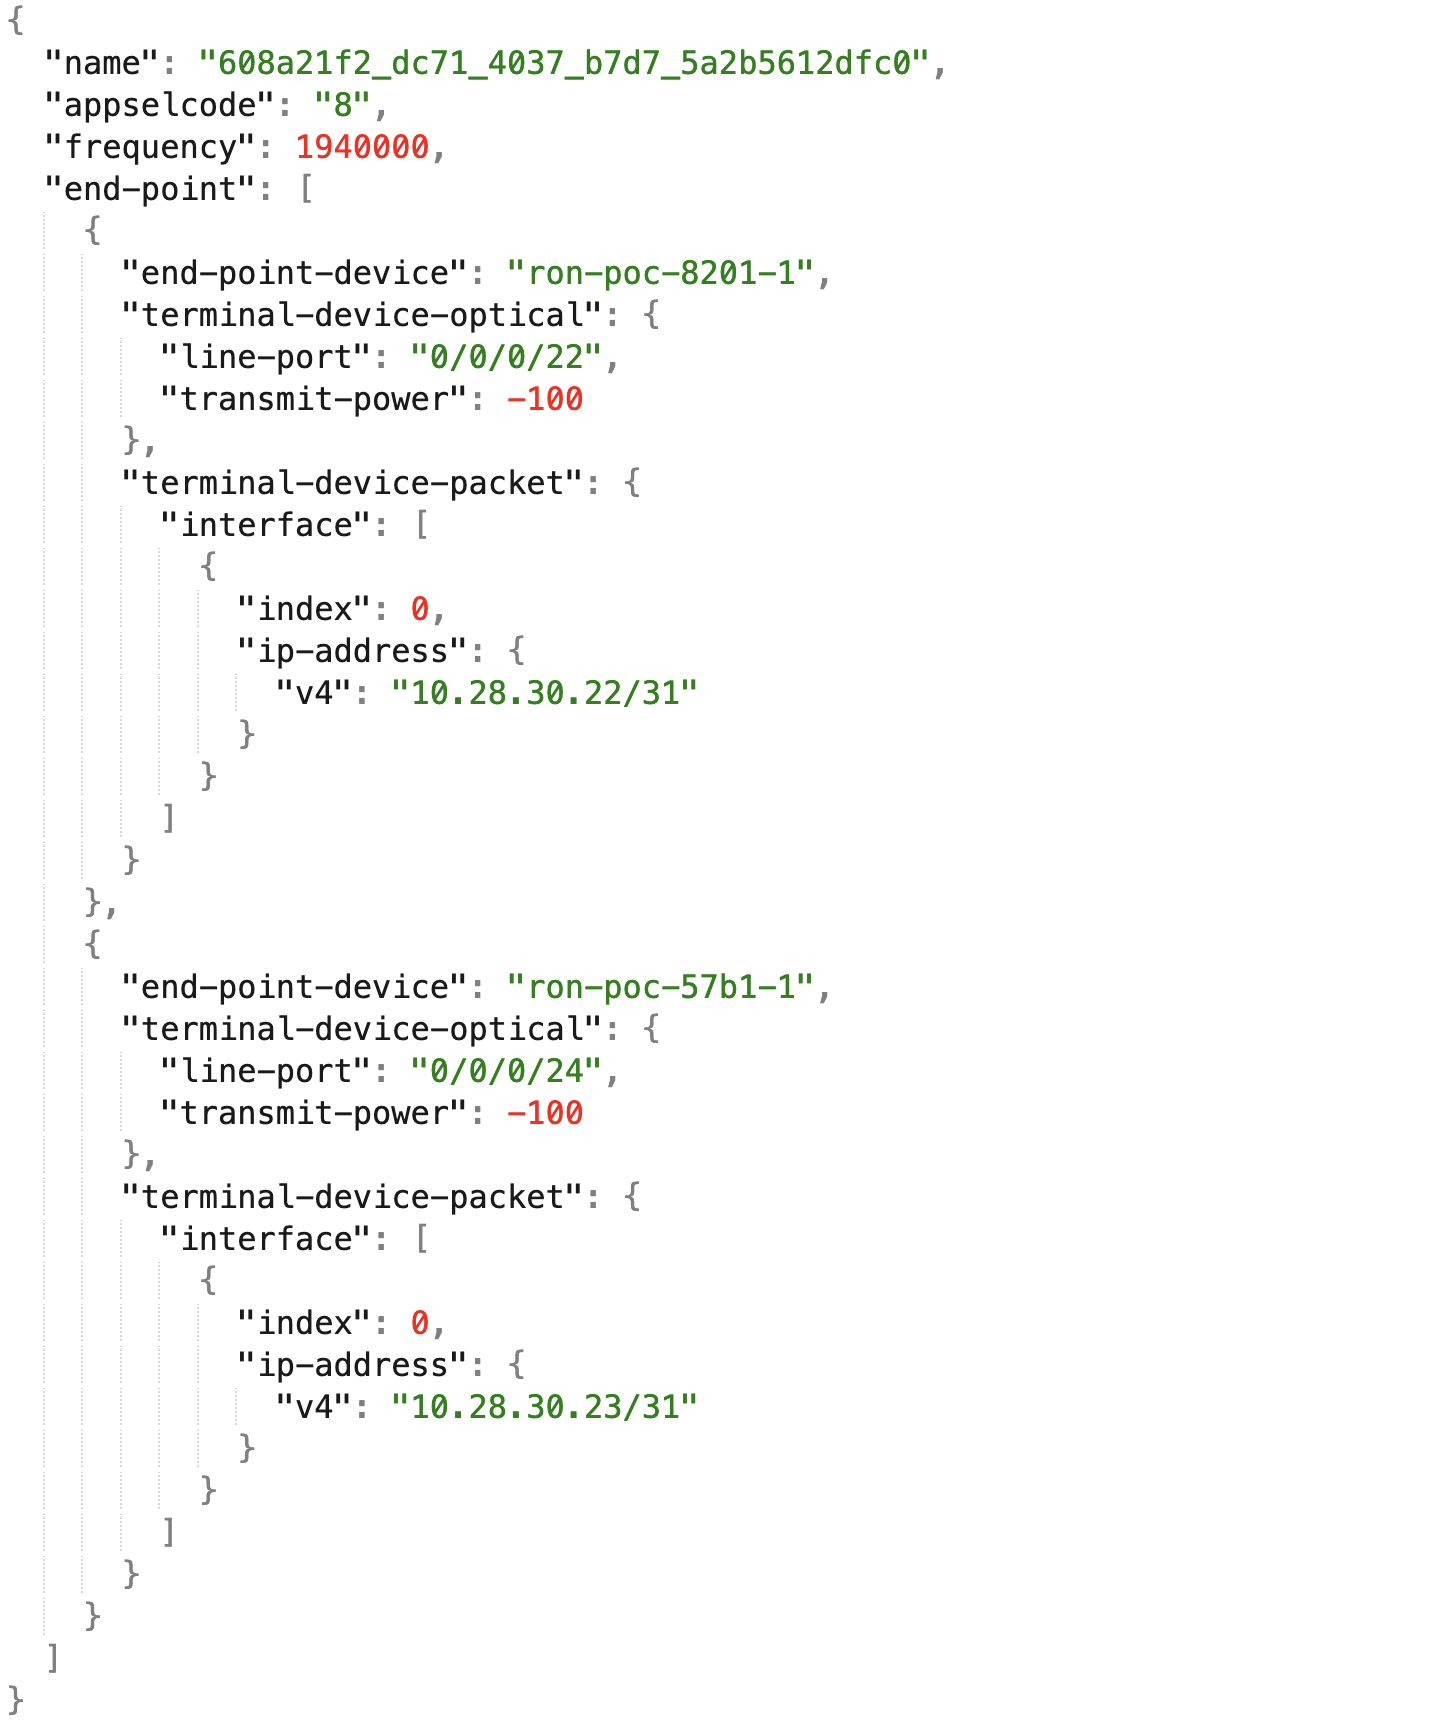 {
  "name": "608a21f2_dc71_4037_b7d7_5a2b5612dfc0",
  "appselcode": "8",
  "frequency": 1940000,
  "end-point": [
    {
      "end-point-device": "ron-poc-8201-1",
      "terminal-device-optical": {
        "line-port": "0/0/0/22",
        "transmit-power": -100
      },
      "terminal-device-packet": {
        "interface": [
          {
            "index": 0,
            "ip-address": {
              "v4": "10.28.30.22/31"
            }
          }
        ]
      }
    },
    {
      "end-point-device": "ron-poc-57b1-1",
      "terminal-device-optical": {
        "line-port": "0/0/0/24",
        "transmit-power": -100
      },
      "terminal-device-packet": {
        "interface": [
          {
            "index": 0,
            "ip-address": {
              "v4": "10.28.30.23/31"
            }
          }
        ]
      }
    }
  ]
}